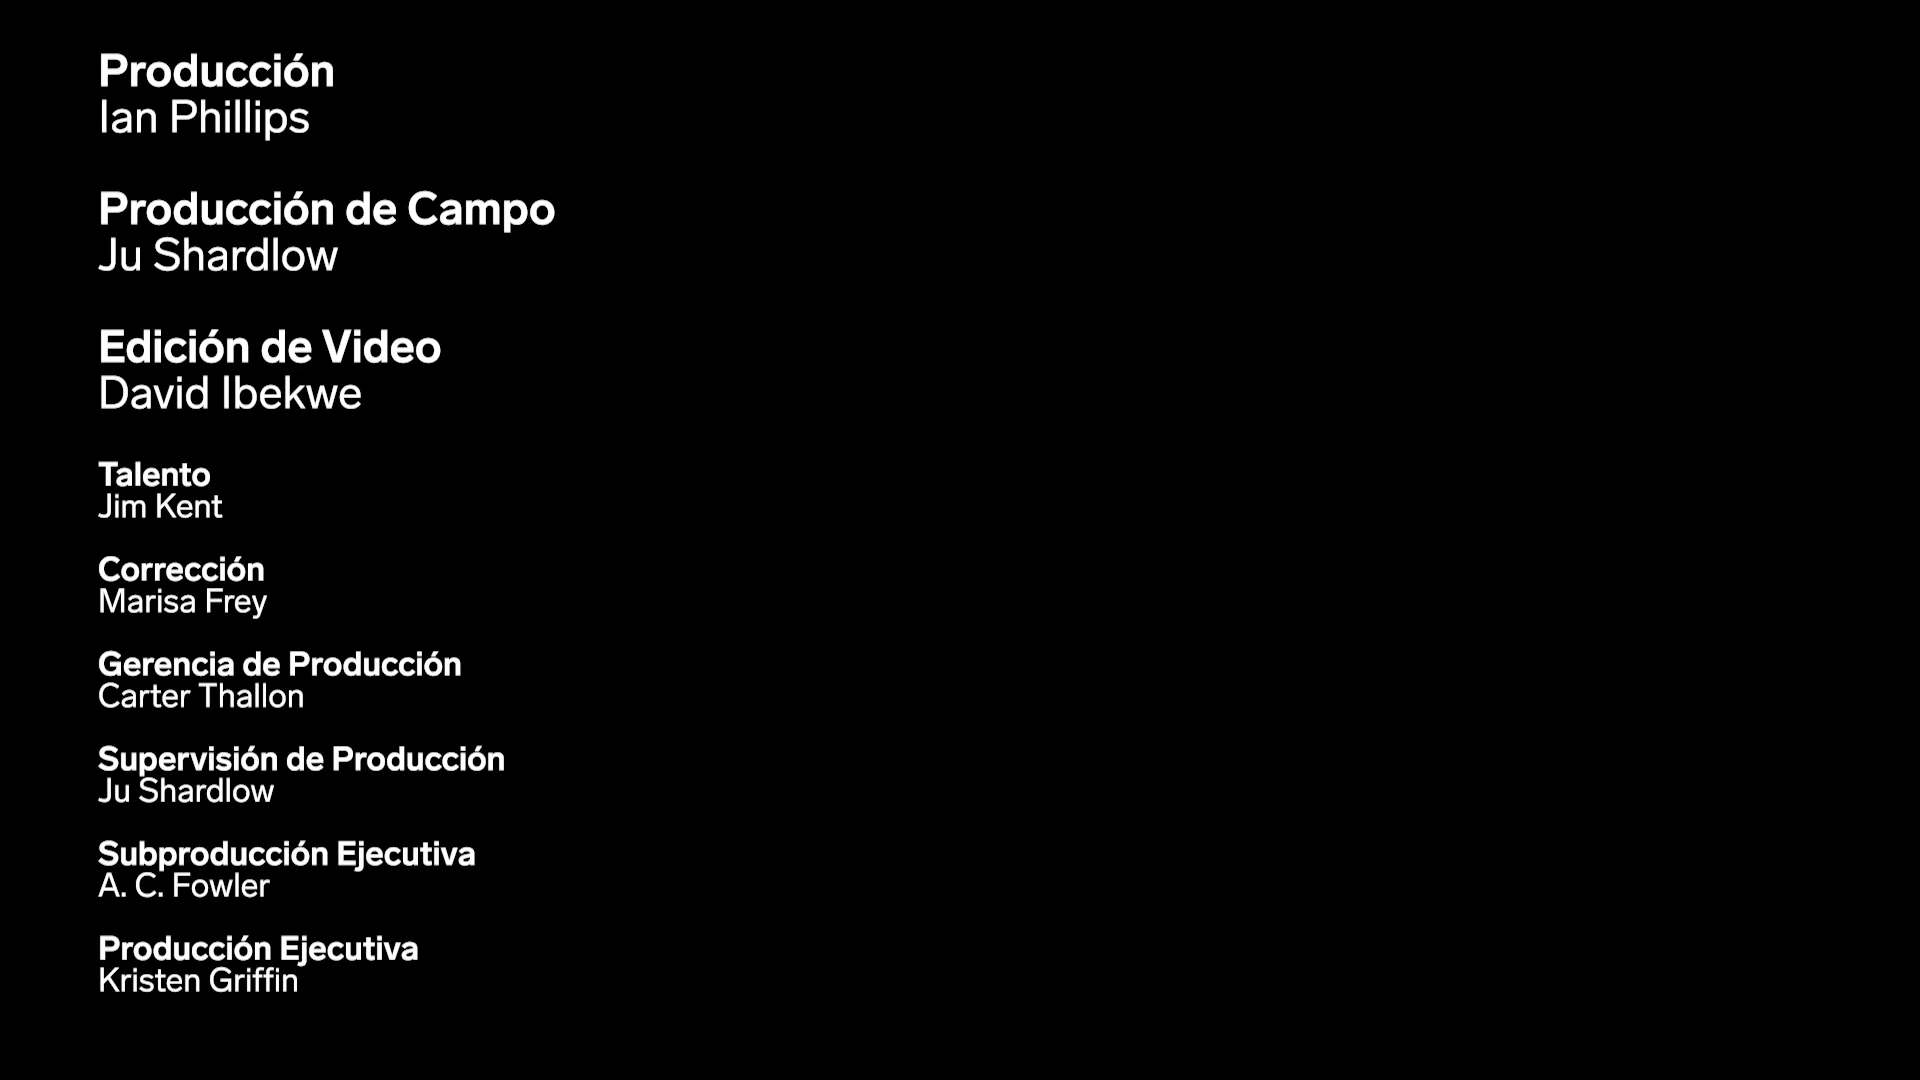 Producción
Ian Phillips
Producción de Campo
Ju Shardlow
Edición de Video
David Ibekwe
Talento
Jim Kent
Corrección
Marisa Frey
Gerencia de Producción
Carter Thallon
Supervisión de Producción
Ju Shardlow
Subproducción Ejecutiva
A. C. Fowler
Producción Ejecutiva
Kristen Griffin